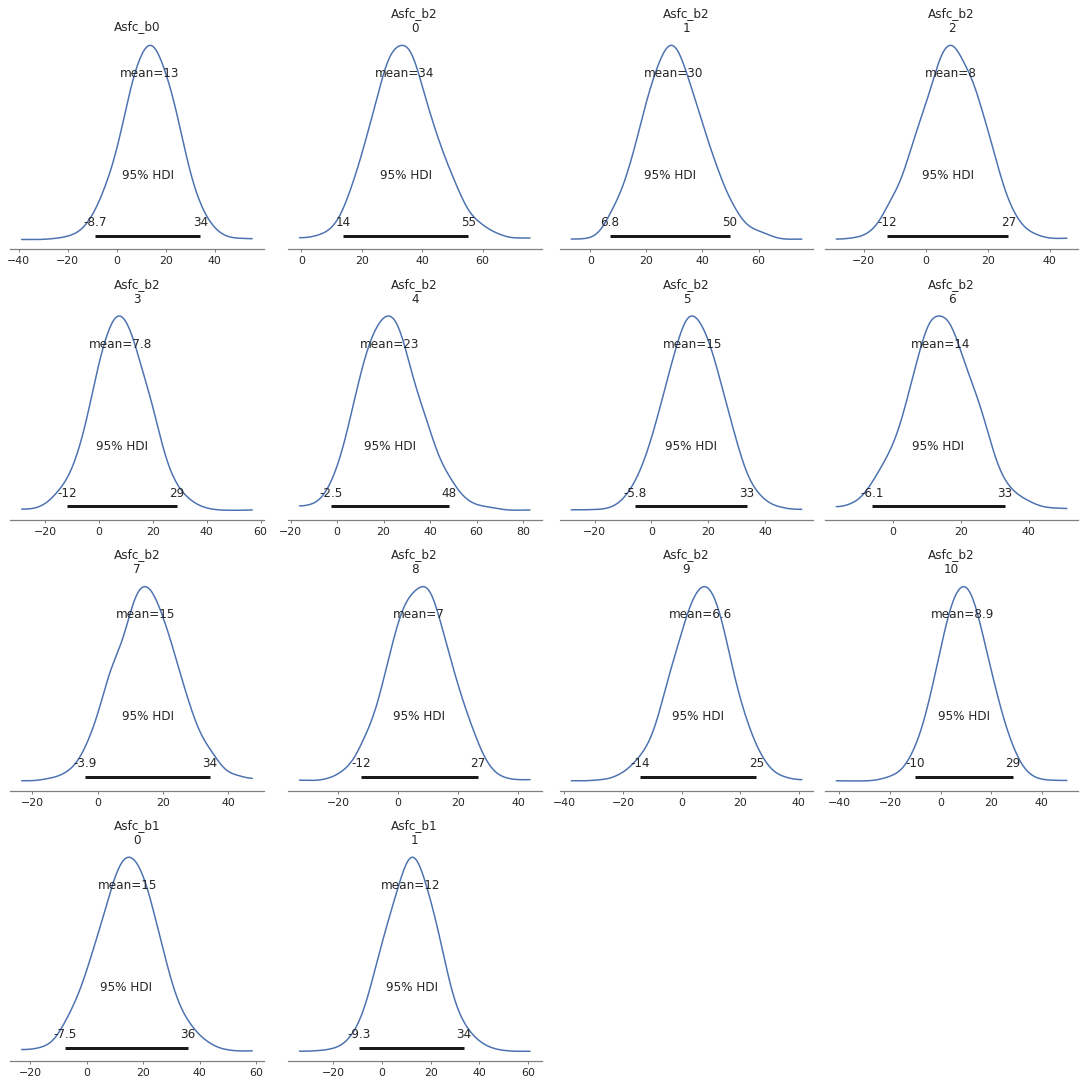 Asfc_b0
mean=13
95% HDI
-8.7 34
−40 −20 0 20 40
Asfc_b2
0
mean=34
95% HDI
14 55
0 20 40 60
Asfc_b2
1
mean=30
95% HDI
6.8 50
0 20 40 60
Asfc_b2
2
mean=8
95% HDI
-12 27
−20 0 20 40
Asfc_b2
3
mean=7.8
95% HDI
-12 29
−20 0 20 40 60
Asfc_b2
4
mean=23
95% HDI
-2.5 48
−20 0 20 40 60 80
Asfc_b2
5
mean=15
95% HDI
-5.8 33
−20 0 20 40
Asfc_b2
6
mean=14
95% HDI
-6.1 33
0 20 40
Asfc_b2
7
mean=15
95% HDI
-3.9 34
−20 0 20 40
Asfc_b2
8
mean=7
95% HDI
-12 27
−20 0 20 40
Asfc_b2
9
mean=6.6
95% HDI
-14 25
−40 −20 0 20 40
Asfc_b2
10
mean=8.9
95% HDI
-10 29
−40 −20 0 20 40
Asfc_b1
0
mean=15
95% HDI
-7.5 36
−20 0 20 40 60
Asfc_b1
1
mean=12
95% HDI
-9.3 34
−20 0 20 40 60